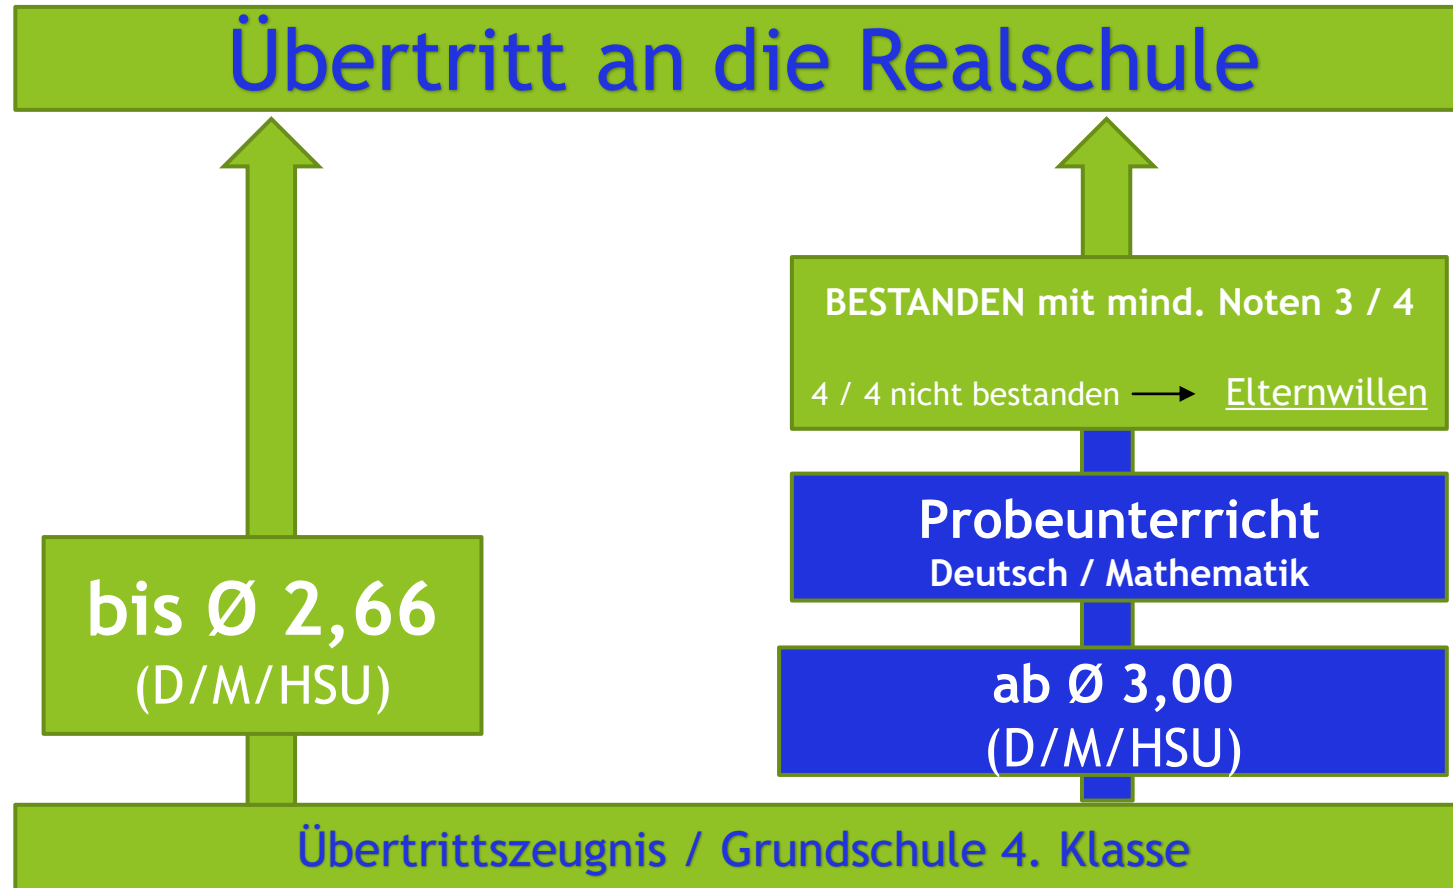 Übertritt an die Realschule
BESTANDEN mit mind. Noten 3 / 4
4 / 4 nicht bestanden Elternwillen
Probeunterricht
Deutsch / Mathematik
bis Ø 2,66
(D/M/HSU)
ab Ø 3,00
(D/M/HSU)
Übertrittszeugnis / Grundschule 4. Klasse